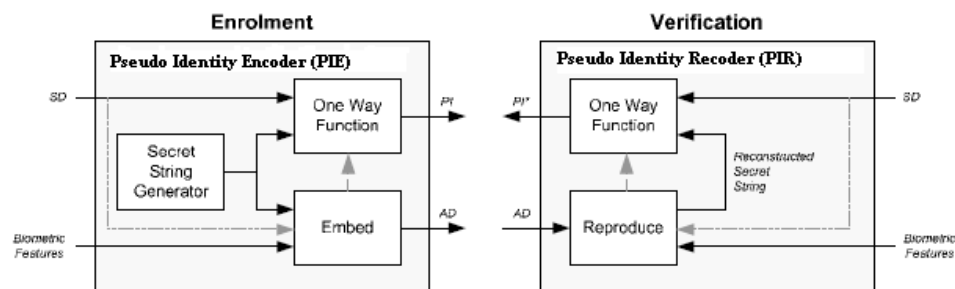 Enrolment
Pseudo Identity Encoder (PIE)
SD
One Way
Function
PI
Secret
String
Generator
Embed
AD
Biometric
Features
Verification
Pseudo Identity Recoder (PIR)
PI*
One Way
Function
SD
Reconstructed
Secret
String
AD
Reproduce
Biometric
Features